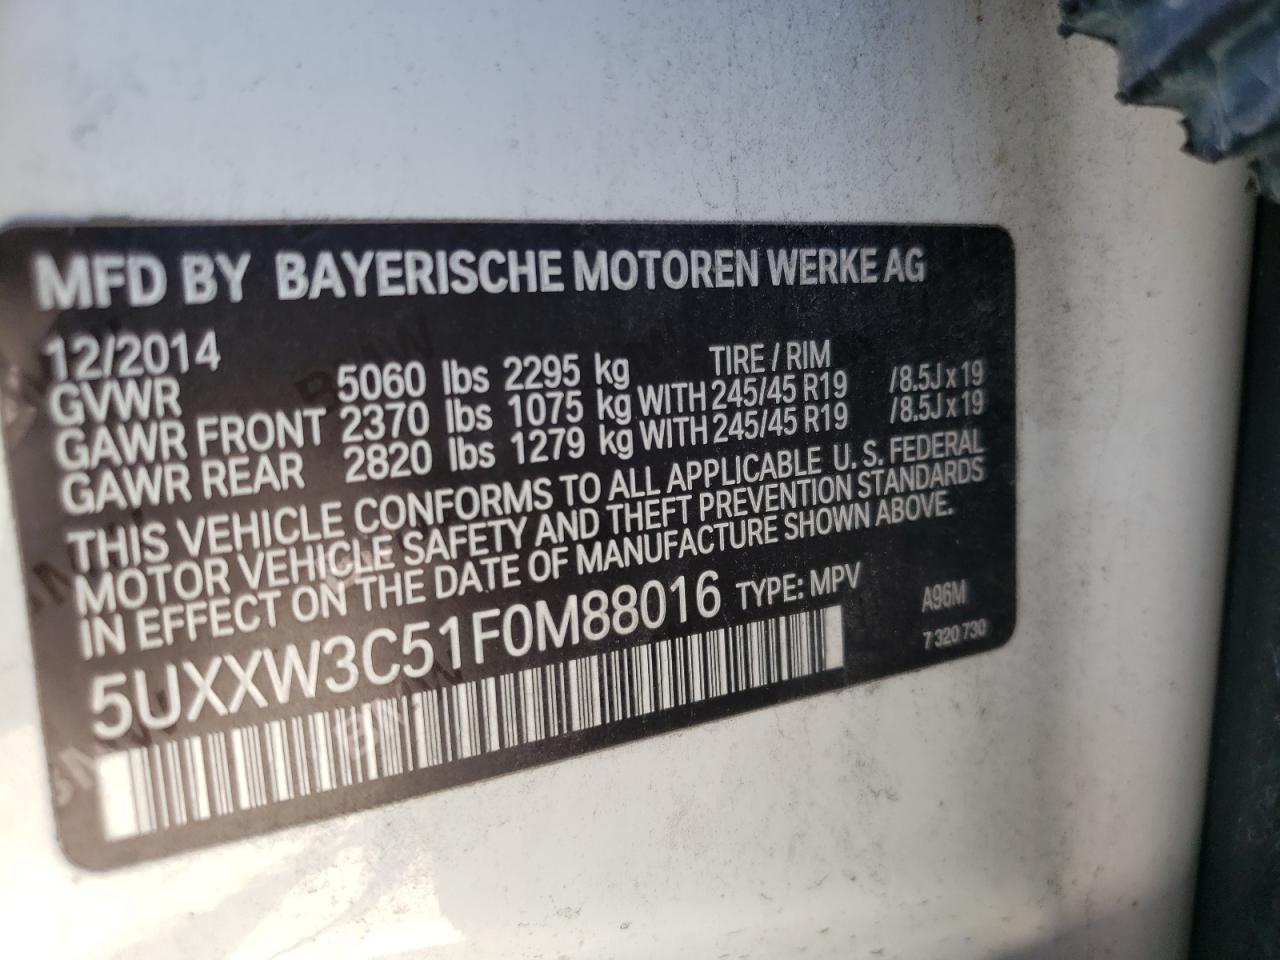 MFD BY BAYERISCHE MOTOREN WERKE AG
12/2014 TIRE / RIM
GVWR 5060 lbs 2295 kg
GAWR FRONT 2370 lbs 1075 kg WITH 245/45 R19 /8.5J x 19
GAWR REAR 2820 lbs 1279 kg WITH 245/45 R19 /8.5J x 19
THIS VEHICLE CONFORMS TO ALL APPLICABLE U. S. FEDERAL
MOTOR VEHICLE SAFETY AND THEFT PREVENTION STANDARDS
IN EFFECT ON THE DATE OF MANUFACTURE SHOWN ABOVE.
5UXXW3C51F0M88016 TYPE: MPV A96M
7 320 730